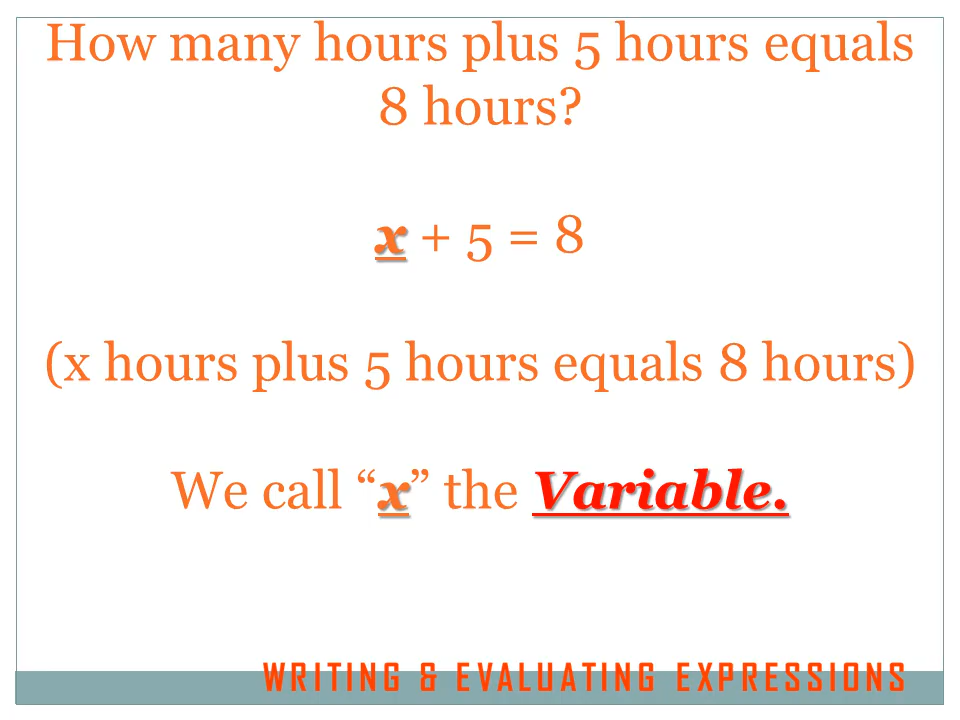 How many hours plus 5 hours equals
8 hours?
x + 5 = 8
(x hours plus 5 hours equals 8 hours)
We call “x” the Variable.
WRITING & EVALUATING EXPRESSIONS